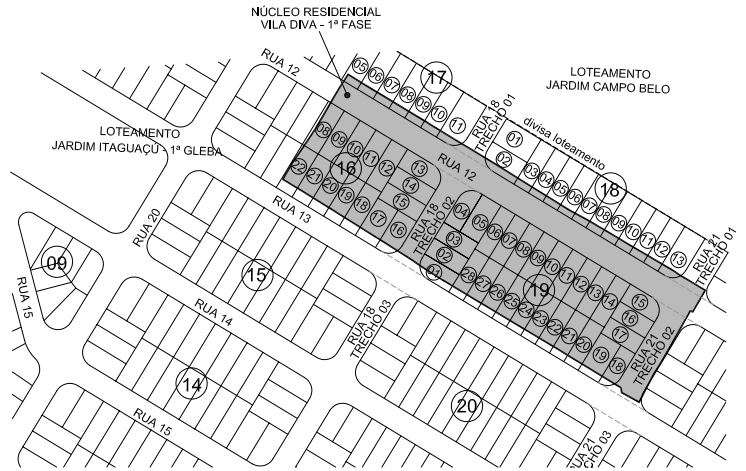 NÚCLEO RESIDENCIAL
VILA DIVA - 1ª FASE
LOTEAMENTO
JARDIM CAMPO BELO
LOTEAMENTO
JARDIM ITAGUAÇÚ - 1ª GLEBA
divisa loteamento
RUA 12
RUA 12
RUA 13
RUA 14
RUA 15
RUA 15
RUA 20
RUA 18
TRECHO 01
RUA 18
TRECHO 02
RUA 18
TRECHO 03
RUA 21
TRECHO 01
RUA 21
TRECHO 02
RUA 21
TRECHO 03
17
05 06 07 08 09 10 11
18
01 02 03 04 05 06 07 08 09 10 11 12 13
16
08 09 10 11 12 13 14 15
22 21 20 19 18 17 16
19
04 03 02 01
05 06 07 08 09 10 11 12 13 14 15 16 17
28 27 26 25 24 23 22 21 20 19 18
09
15
14
20